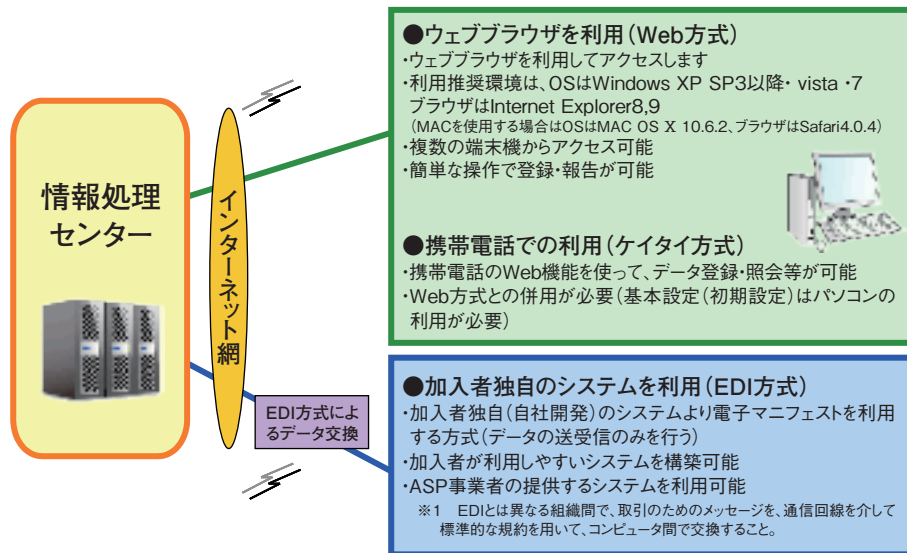 情報処理
センター
インターネット網
EDI方式によ
るデータ交換
●ウェブブラウザを利用(Web方式)
・ウェブブラウザを利用してアクセスします
・利用推奨環境は、OSはWindows XP SP3以降・ vista ・7
ブラウザはInternet Explorer8,9
(MACを使用する場合はOSはMAC OS X 10.6.2、ブラウザはSafari4.0.4)
・複数の端末機からアクセス可能
・簡単な操作で登録・報告が可能
●携帯電話での利用(ケイタイ方式)
・携帯電話のWeb機能を使って、データ登録・照会等が可能
・Web方式との併用が必要(基本設定(初期設定)はパソコンの
利用が必要)
●加入者独自のシステムを利用(EDI方式)
・加入者独自(自社開発)のシステムより電子マニフェストを利用
する方式(データの送受信のみを行う)
・加入者が利用しやすいシステムを構築可能
・ASP事業者の提供するシステムを利用可能
※1 EDIとは異なる組織間で、取引のためのメッセージを、通信回線を介して
標準的な規約を用いて、コンピュータ間で交換すること。